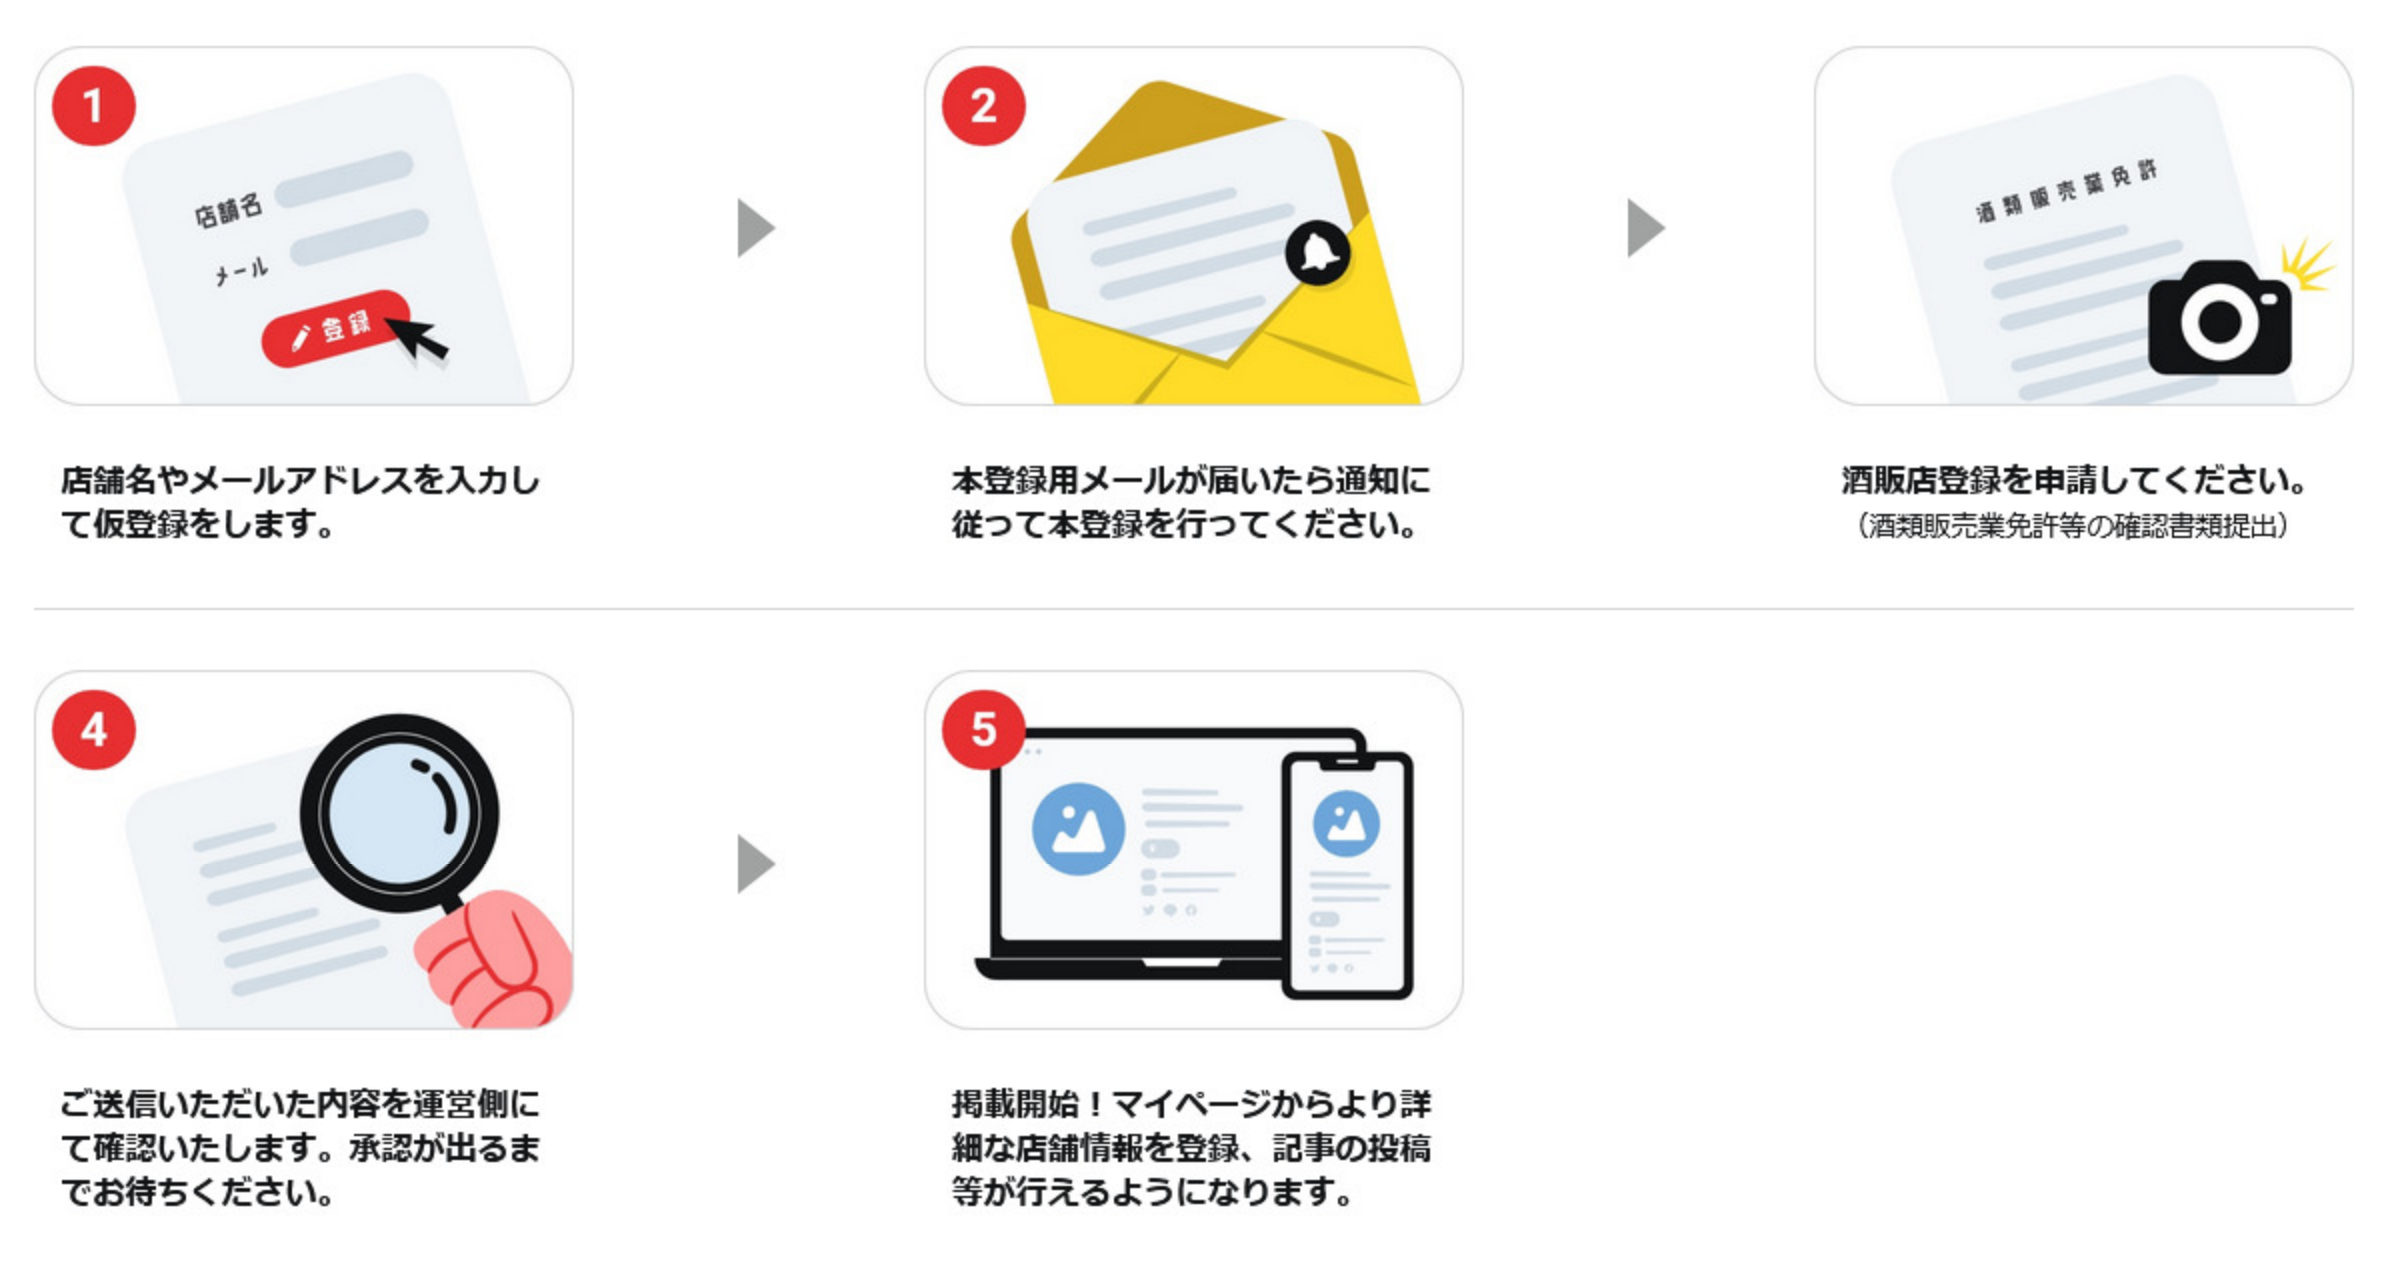 1
店舗名
メール
登録
店舗名やメールアドレスを入力し
て仮登録をします。
2
本登録用メールが届いたら通知に
従って本登録を行ってください。
酒類販売業免許
酒販店登録を申請してください。
（酒類販売業免許等の確認書類提出）
4
ご送信いただいた内容を運営側に
て確認いたします。承認が出るま
でお待ちください。
5
掲載開始！マイページからより詳
細な店舗情報を登録、記事の投稿
等が行えるようになります。